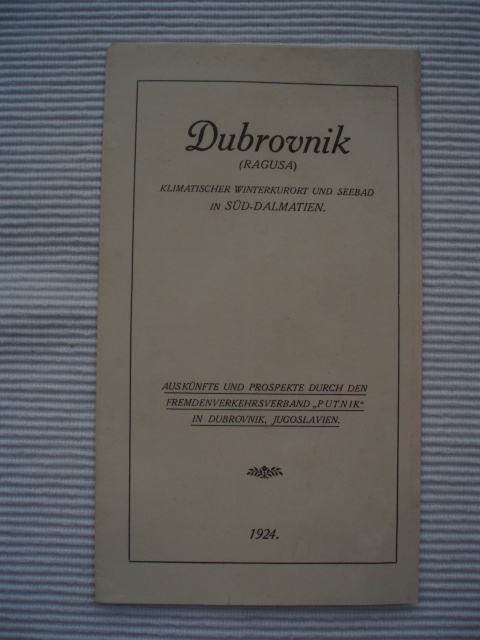 Dubrovnik
(RAGUSA)
KLIMATISCHER WINTERKURORT UND SEEBAD
IN SÜD-DALMATIEN.
AUSKÜNFTE UND PROSPEKTE DURCH DEN
FREMDENVERKEHRSVERBAND „PUTNIK“
IN DUBROVNIK, JUGOSLAVIEN.
1924.